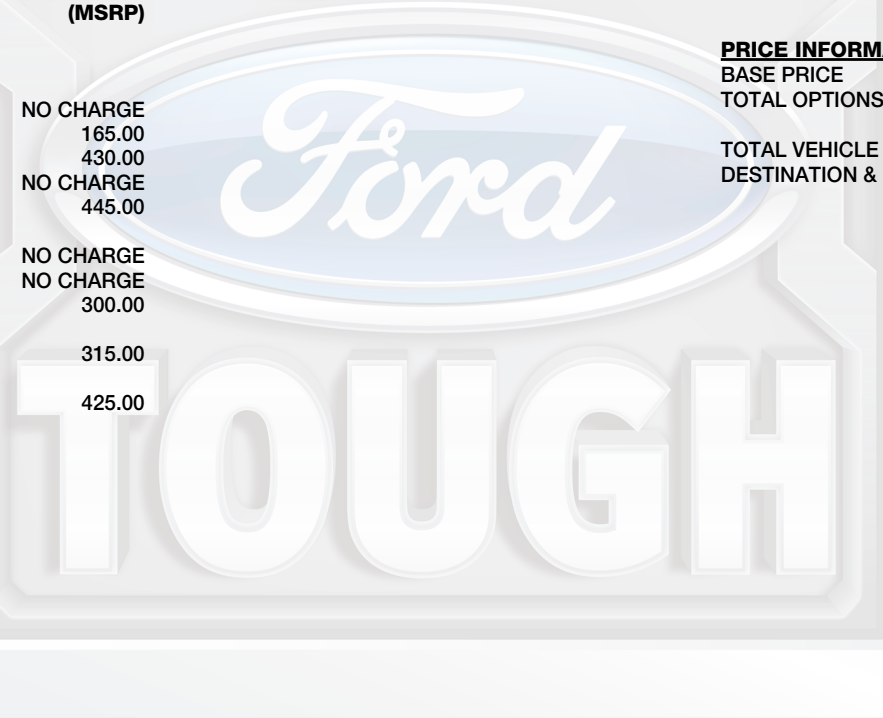 (MSRP)
NO CHARGE
165.00
430.00
NO CHARGE
445.00
NO CHARGE
NO CHARGE
300.00
315.00
425.00
PRICE INFORMA
BASE PRICE
TOTAL OPTIONS
TOTAL VEHICLE
DESTINATION &
Ford
TOUGH